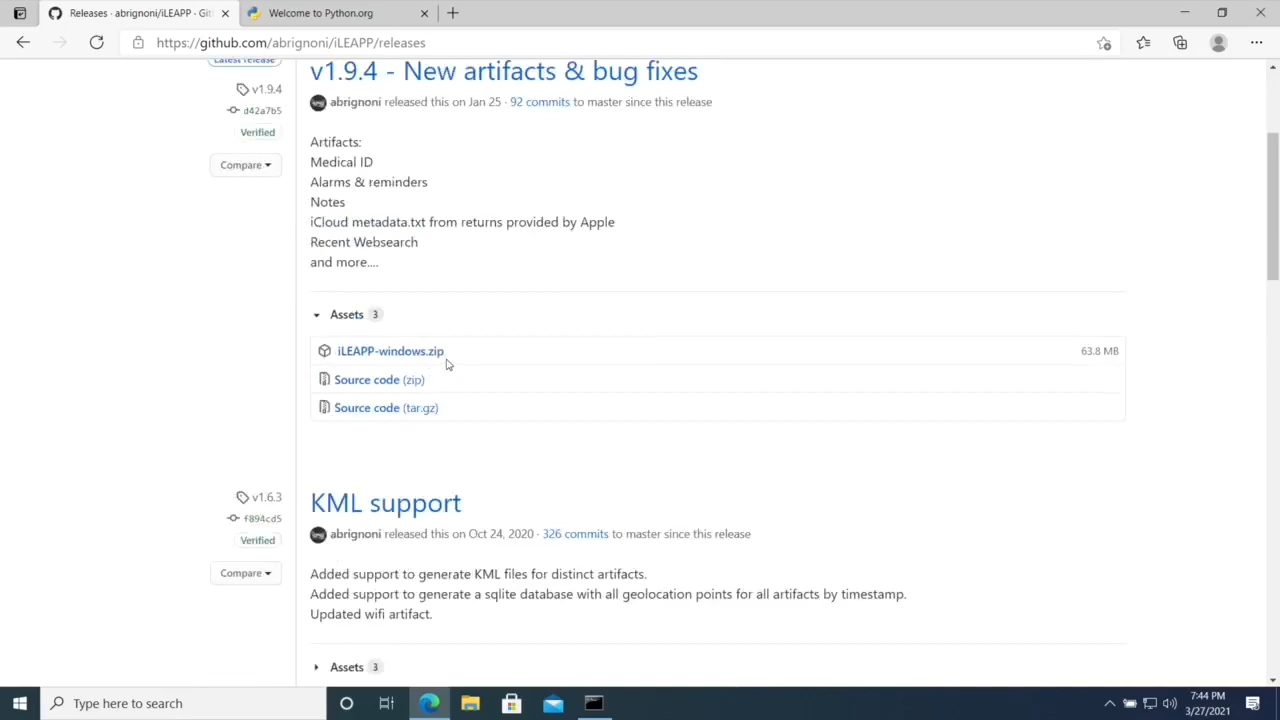 Releases · abrignoni/iLEAPP · Git
Welcome to Python.org
https://github.com/abrignoni/iLEAPP/releases
Latest release
v1.9.4
d42a7b5
Verified
Compare
v1.9.4 - New artifacts & bug fixes
abrignoni released this on Jan 25 · 92 commits to master since this release
Artifacts:
Medical ID
Alarms & reminders
Notes
iCloud metadata.txt from returns provided by Apple
Recent Websearch
and more....
Assets 3
iLEAPP-windows.zip 63.8 MB
Source code (zip)
Source code (tar.gz)
v1.6.3
f894cd5
Verified
Compare
KML support
abrignoni released this on Oct 24, 2020 · 326 commits to master since this release
Added support to generate KML files for distinct artifacts.
Added support to generate a sqlite database with all geolocation points for all artifacts by timestamp.
Updated wifi artifact.
Assets 3
Type here to search
7:44 PM
3/27/2021